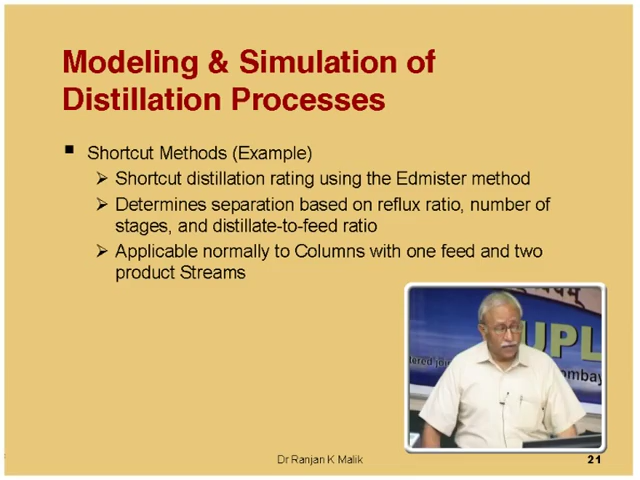 Modeling & Simulation of
Distillation Processes
▪ Shortcut Methods (Example)
➢ Shortcut distillation rating using the Edmister method
➢ Determines separation based on reflux ratio, number of
stages, and distillate-to-feed ratio
➢ Applicable normally to Columns with one feed and two
product Streams
UPL
ombay
Dr Ranjan K Malik
21